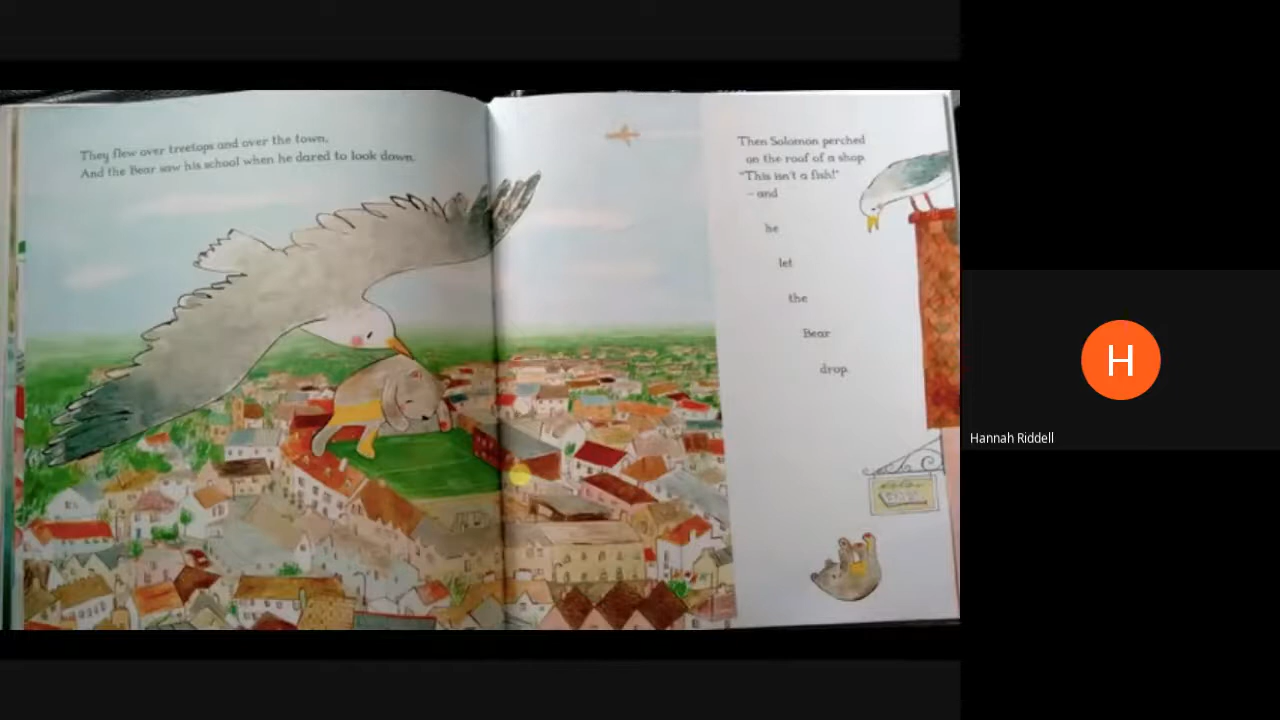 They flew over treetops and over the town,
And the Bear saw his school when he dared to look down.
Then Solomon perched
on the roof of a shop.
"This isn't a fish!"
– and
he
let
the
Bear
drop.
H
Hannah Riddell